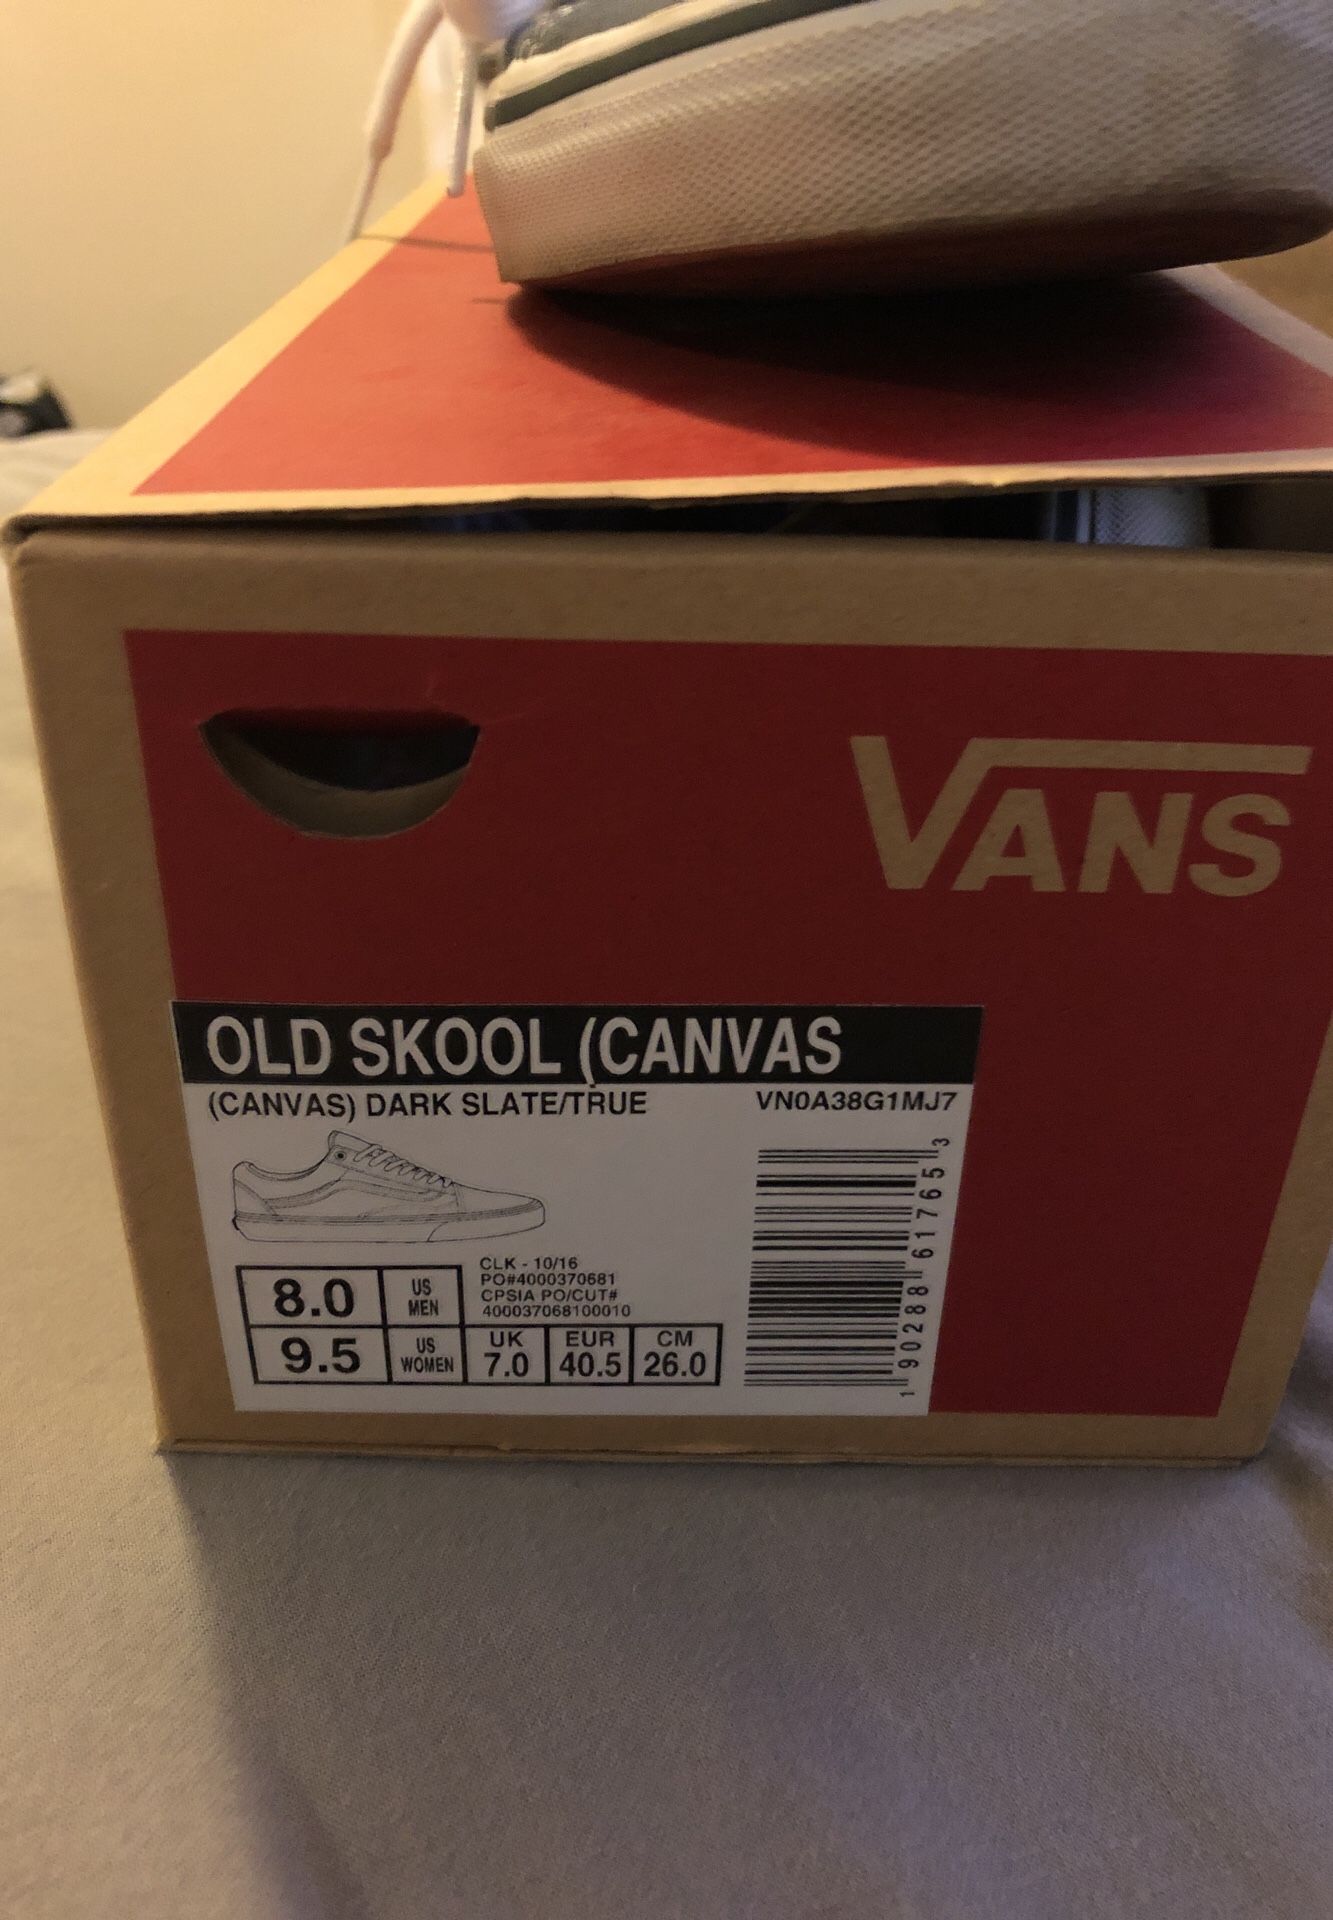 VANS
OLD SKOOL (CANVAS
(CANVAS) DARK SLATE/TRUE VN0A38G1MJ7
CLK - 10/16
PO#4000370681
CPSIA PO/CUT#
400037068100010
8.0 US MEN
9.5 US WOMEN UK 7.0 EUR 40.5 CM 26.0
1 90288 61765 3